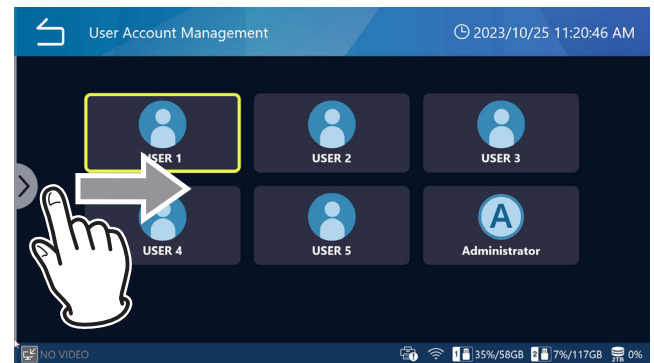 User Account Management 2023/10/25 11:20:46 AM
USER 1 USER 2 USER 3
USER 4 USER 5 A Administrator
NO VIDEO 1 35%/58GB 2 7%/117GB 2TB 0%